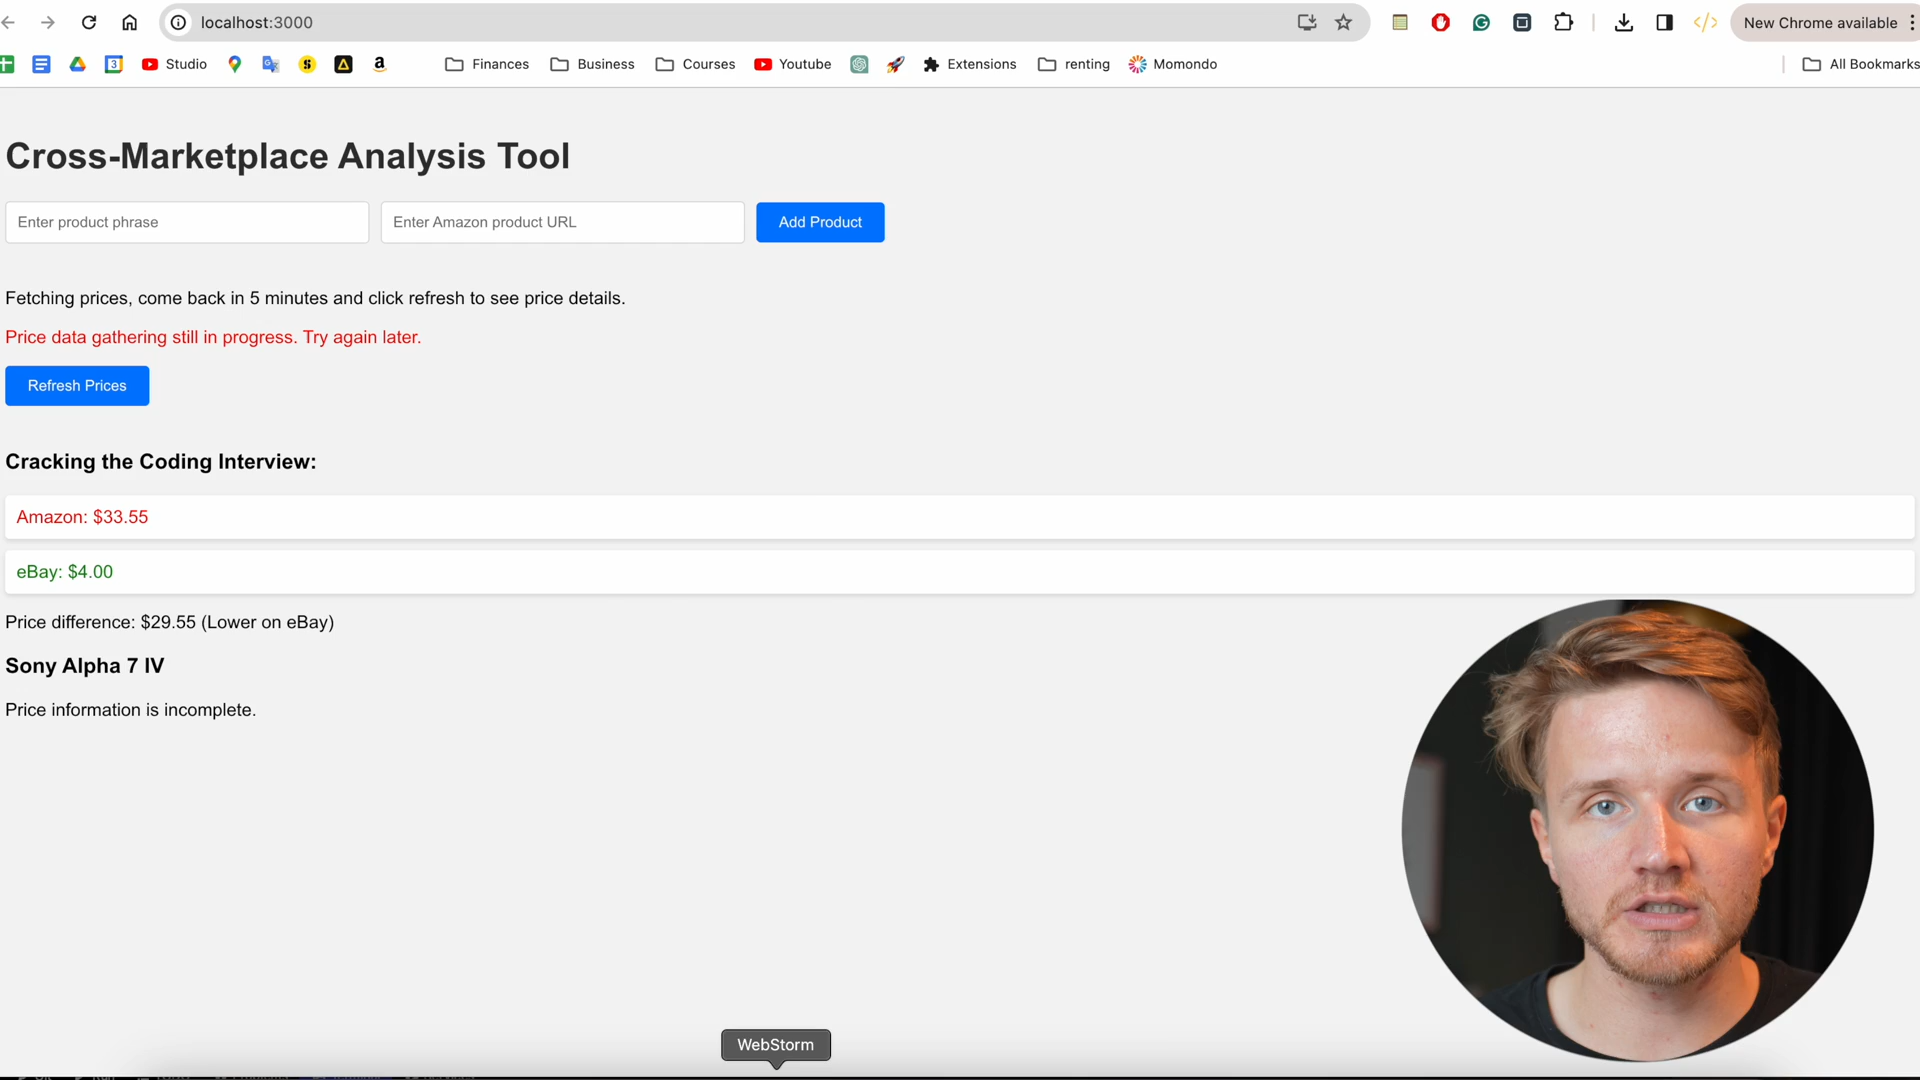 localhost:3000
New Chrome available
3
Studio
Finances
Business
Courses
Youtube
Extensions
renting
Momondo
All Bookmarks
Cross-Marketplace Analysis Tool
Enter product phrase
Enter Amazon product URL
Add Product
Fetching prices, come back in 5 minutes and click refresh to see price details.
Price data gathering still in progress. Try again later.
Refresh Prices
Cracking the Coding Interview:
Amazon: $33.55
eBay: $4.00
Price difference: $29.55 (Lower on eBay)
Sony Alpha 7 IV
Price information is incomplete.
WebStorm